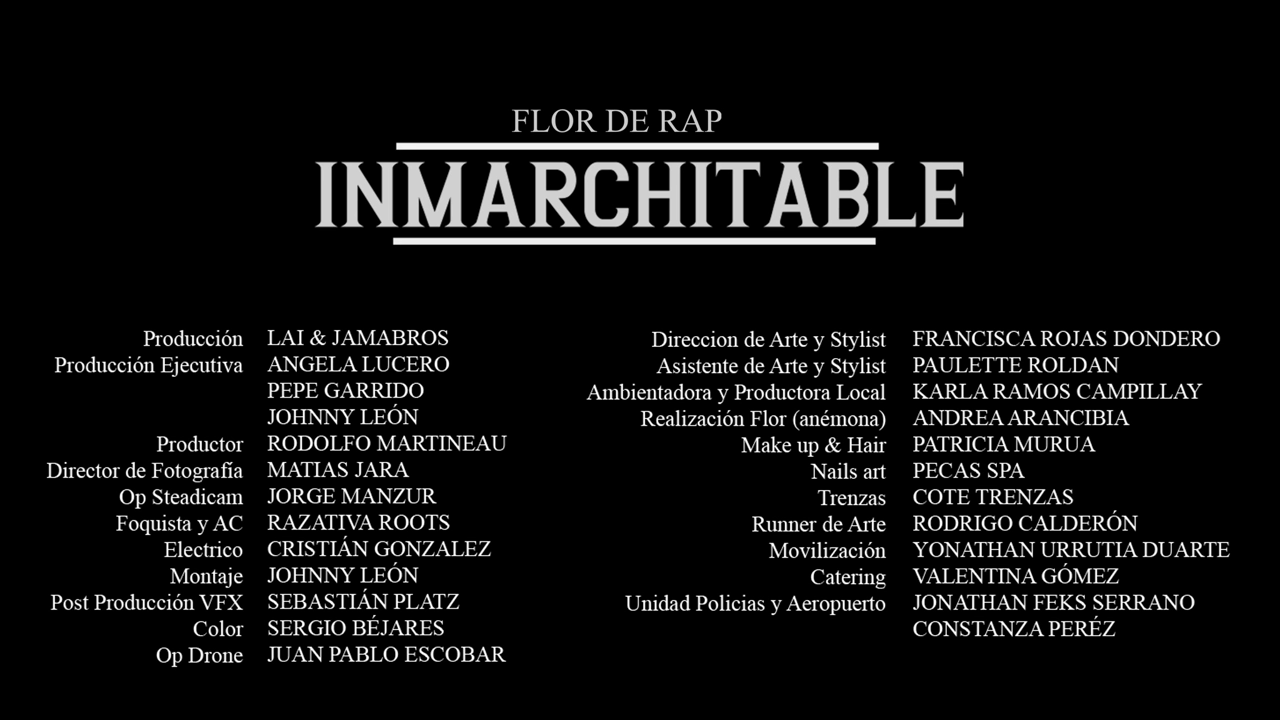 FLOR DE RAP
INMARCHITABLE
Producción LAI & JAMABROS
Producción Ejecutiva ANGELA LUCERO
PEPE GARRIDO
JOHNNY LEÓN
Productor RODOLFO MARTINEAU
Director de Fotografía MATIAS JARA
Op Steadicam JORGE MANZUR
Foquista y AC RAZATIVA ROOTS
Electrico CRISTIÁN GONZALEZ
Montaje JOHNNY LEÓN
Post Producción VFX SEBASTIÁN PLATZ
Color SERGIO BÉJARES
Op Drone JUAN PABLO ESCOBAR
Direccion de Arte y Stylist FRANCISCA ROJAS DONDERO
Asistente de Arte y Stylist PAULETTE ROLDAN
Ambientadora y Productora Local KARLA RAMOS CAMPILLAY
Realización Flor (anémona) ANDREA ARANCIBIA
Make up & Hair PATRICIA MURUA
Nails art PECAS SPA
Trenzas COTE TRENZAS
Runner de Arte RODRIGO CALDERÓN
Movilización YONATHAN URRUTIA DUARTE
Catering VALENTINA GÓMEZ
Unidad Policias y Aeropuerto JONATHAN FEKS SERRANO
CONSTANZA PERÉZ